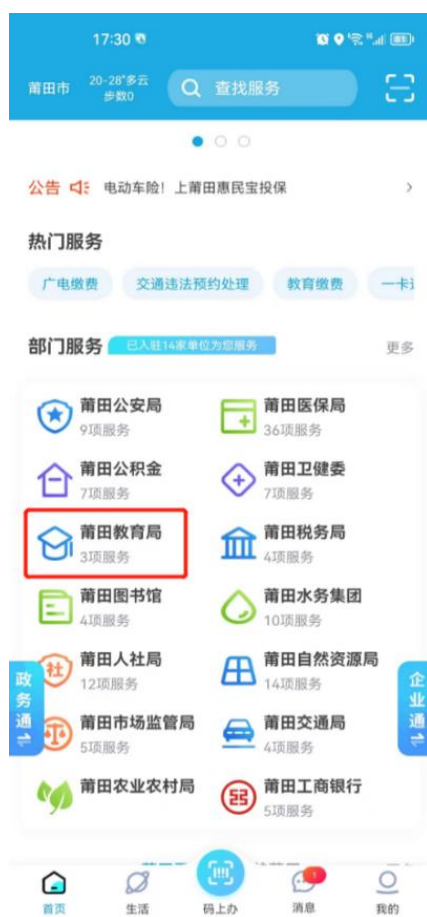 17:30
莆田市
20-28°多云
步数0
查找服务
公告
电动车险！上莆田惠民宝投保
热门服务
广电缴费
交通违法预约处理
教育缴费
部门服务
已入驻14家单位为您服务
更多
莆田公安局
9项服务
莆田医保局
36项服务
莆田公积金
7项服务
莆田卫健委
7项服务
莆田教育局
3项服务
莆田税务局
4项服务
莆田图书馆
4项服务
莆田水务集团
10项服务
社
莆田人社局
12项服务
莆田自然资源局
14项服务
政务通
企业通
莆田市场监管局
5项服务
莆田交通局
4项服务
莆田农业农村局
莆田工商银行
5项服务
1
首页
生活
码上办
消息
我的